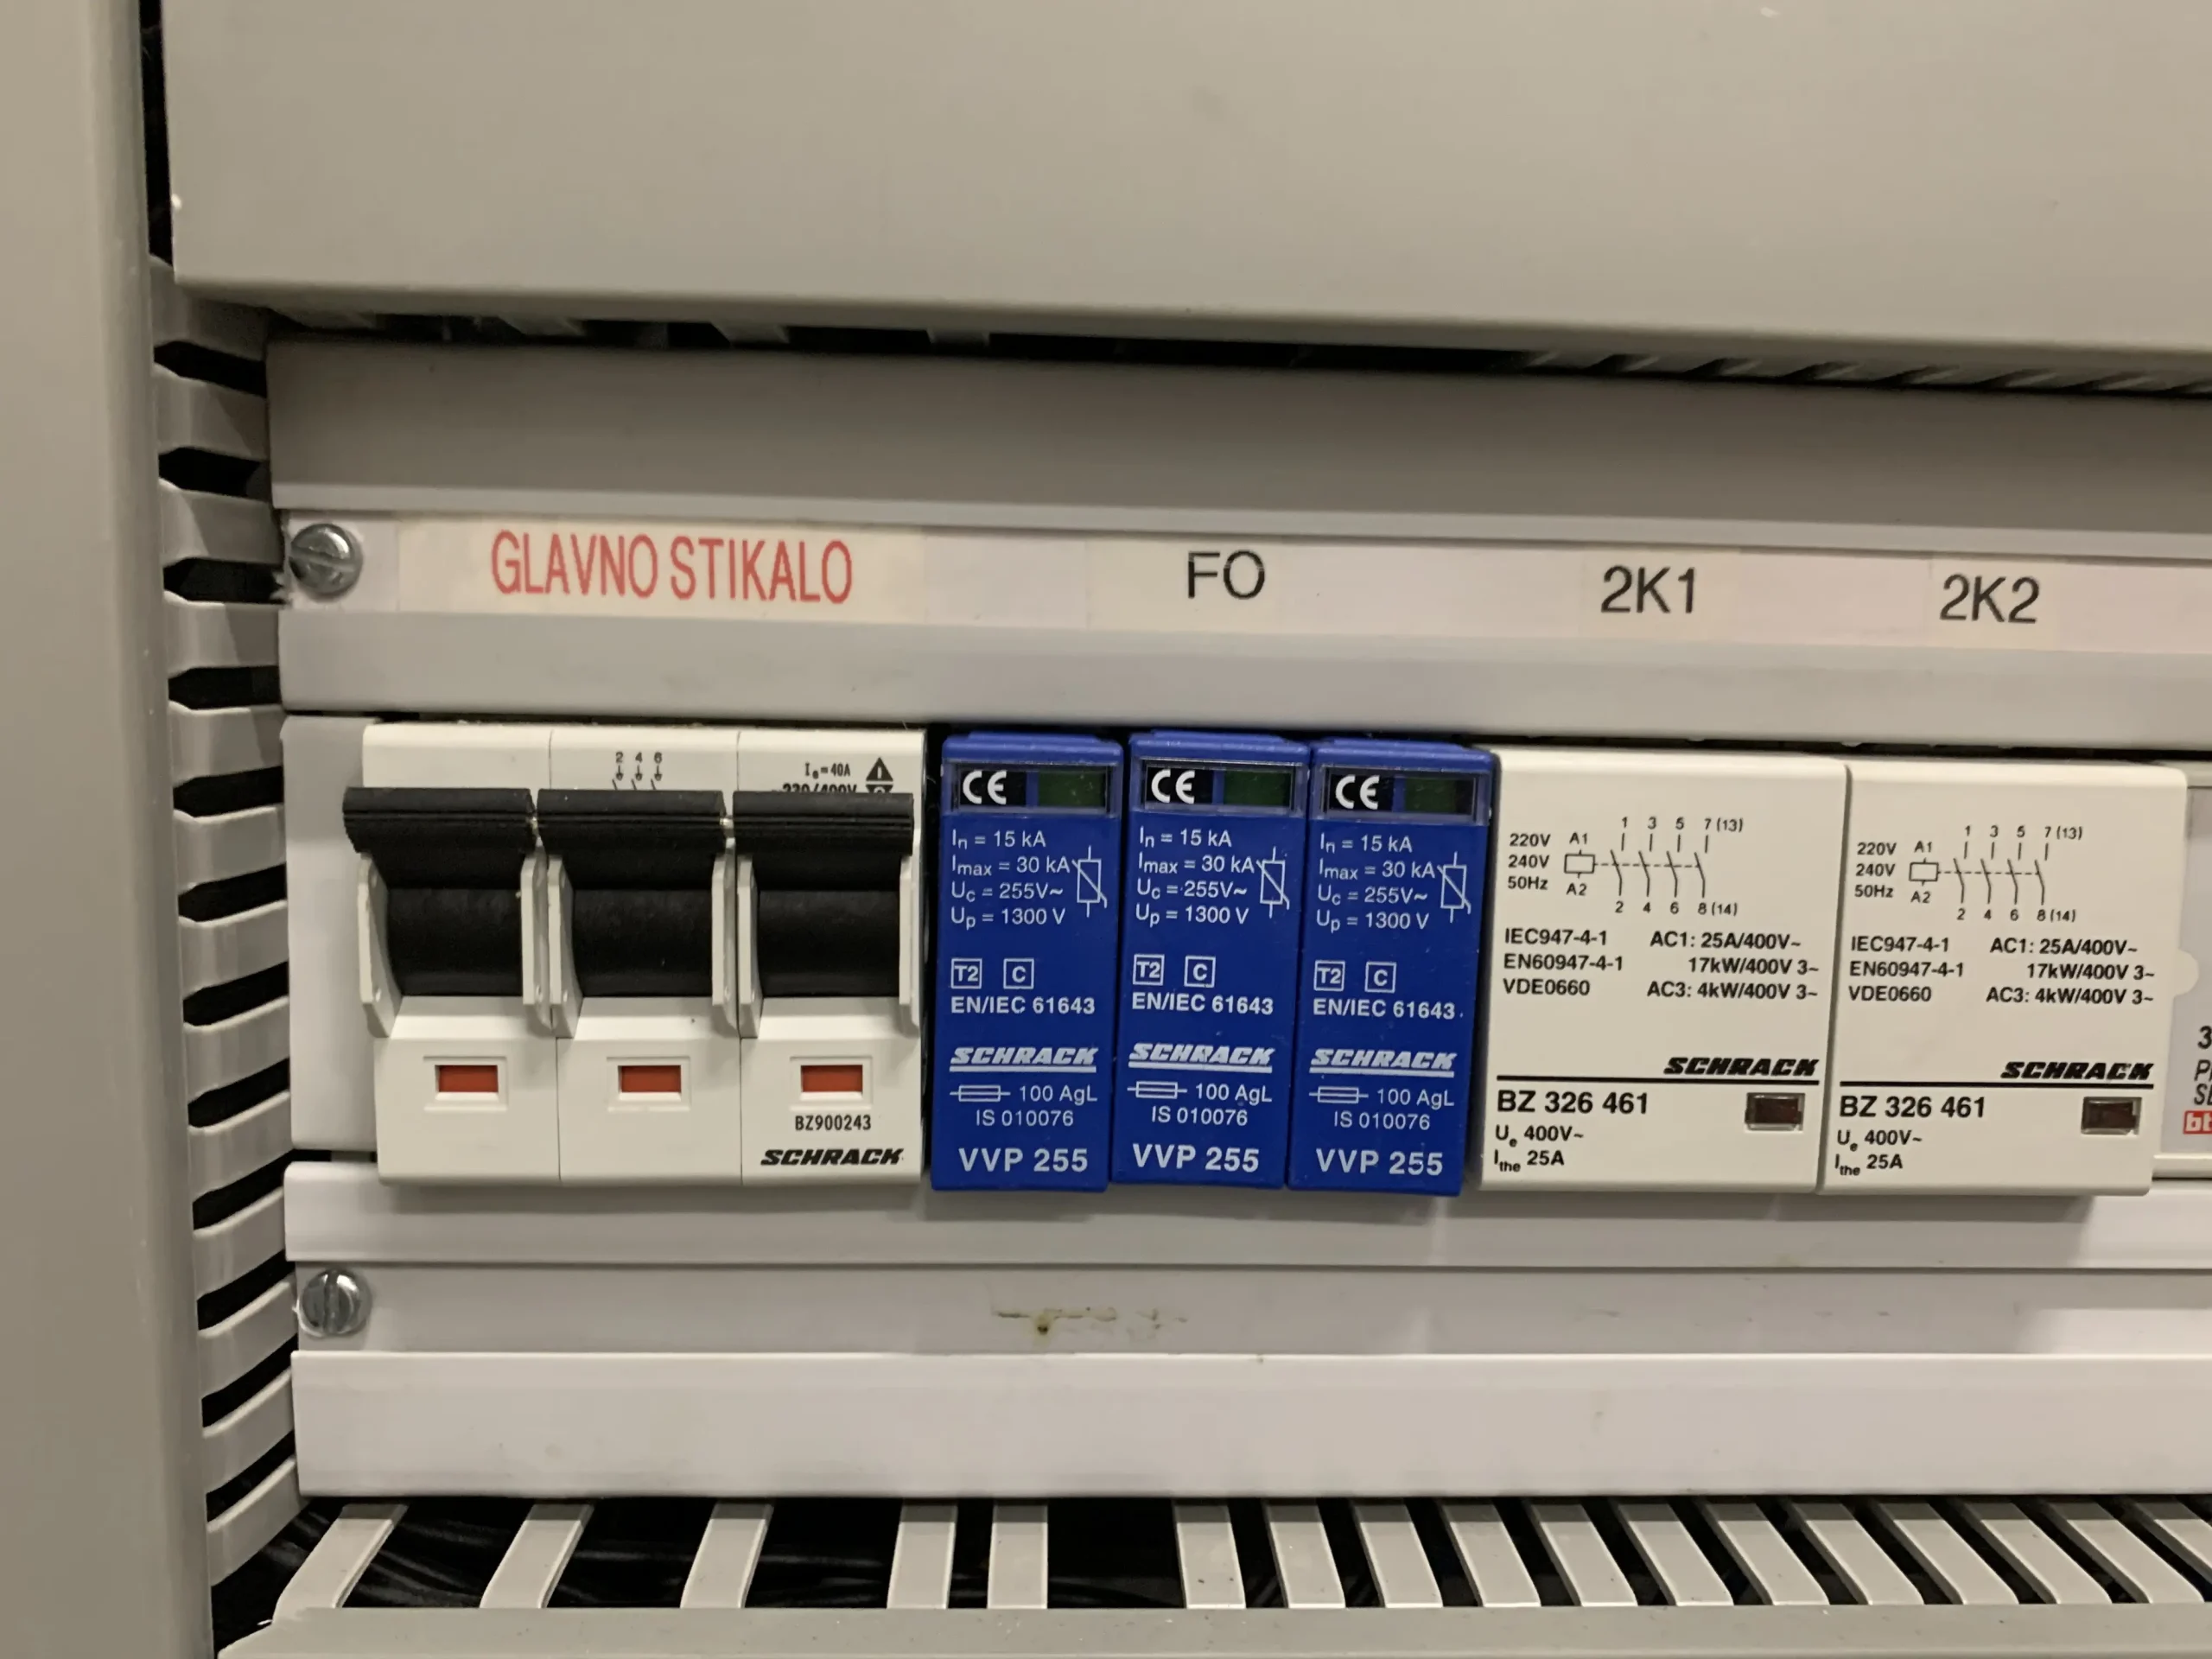 GLAVNO STIKALO
FO
2K1
2K2
2 4 6
Ie=40A
230/400V
BZ900243
SCHRACK
CE
In = 15 kA
Imax = 30 kA
Uc = 255V~
Up = 1300 V
T2 C
EN/IEC 61643
SCHRACK
100 AgL
IS 010076
VVP 255
CE
In = 15 kA
Imax = 30 kA
Uc = 255V~
Up = 1300 V
T2 C
EN/IEC 61643
SCHRACK
100 AgL
IS 010076
VVP 255
CE
In = 15 kA
Imax = 30 kA
Uc = 255V~
Up = 1300 V
T2 C
EN/IEC 61643
SCHRACK
100 AgL
IS 010076
VVP 255
1 3 5 7 (13)
220V A1
240V
50Hz A2
2 4 6 8 (14)
IEC947-4-1 AC1: 25A/400V~
EN60947-4-1 17kW/400V 3~
VDE0660 AC3: 4kW/400V 3~
SCHRACK
BZ 326 461
Ue 400V~
Ithe 25A
1 3 5 7 (13)
220V A1
240V
50Hz A2
2 4 6 8 (14)
IEC947-4-1 AC1: 25A/400V~
EN60947-4-1 17kW/400V 3~
VDE0660 AC3: 4kW/400V 3~
SCHRACK
BZ 326 461
Ue 400V~
Ithe 25A